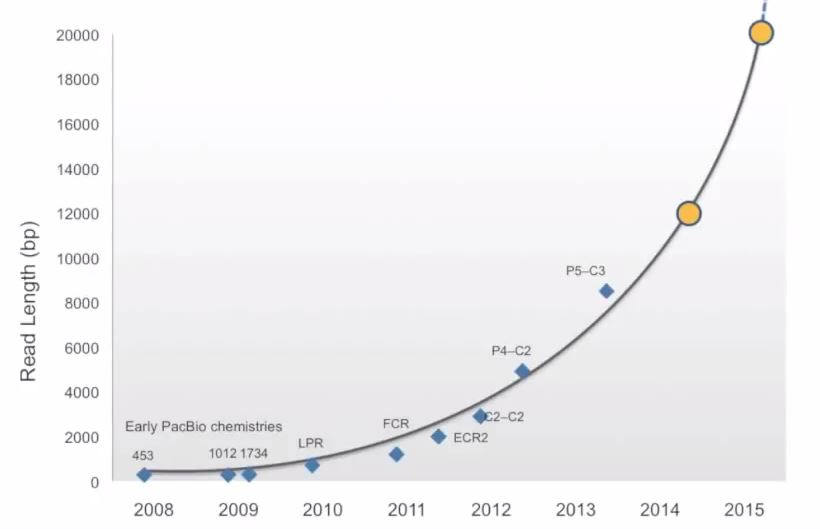 20000
18000
16000
14000
12000
10000
8000
6000
4000
2000
0
Read Length (bp)
P5–C3
P4–C2
C2–C2
ECR2
FCR
LPR
Early PacBio chemistries
453
1012 1734
2008 2009 2010 2011 2012 2013 2014 2015